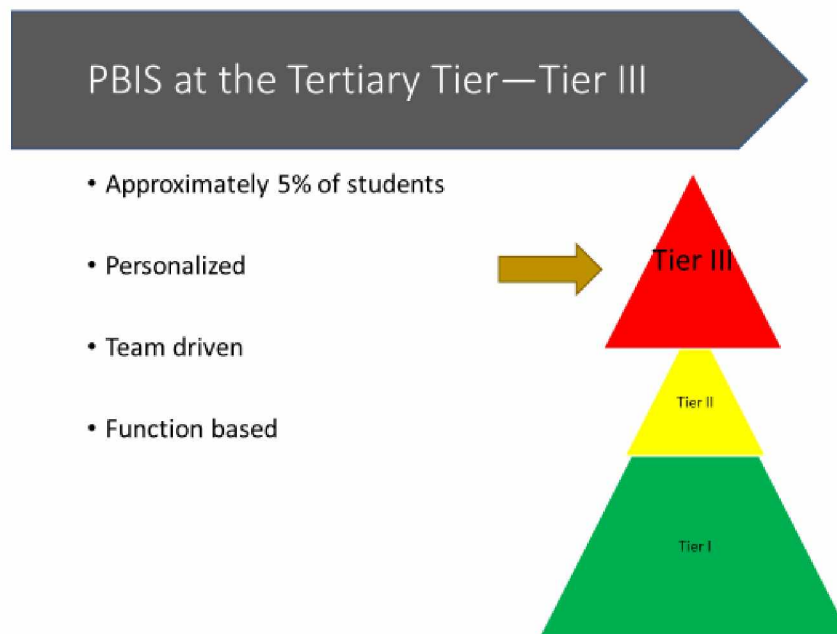 PBIS at the Tertiary Tier—Tier III
• Approximately 5% of students
• Personalized
• Team driven
• Function based
Tier III
Tier II
Tier I